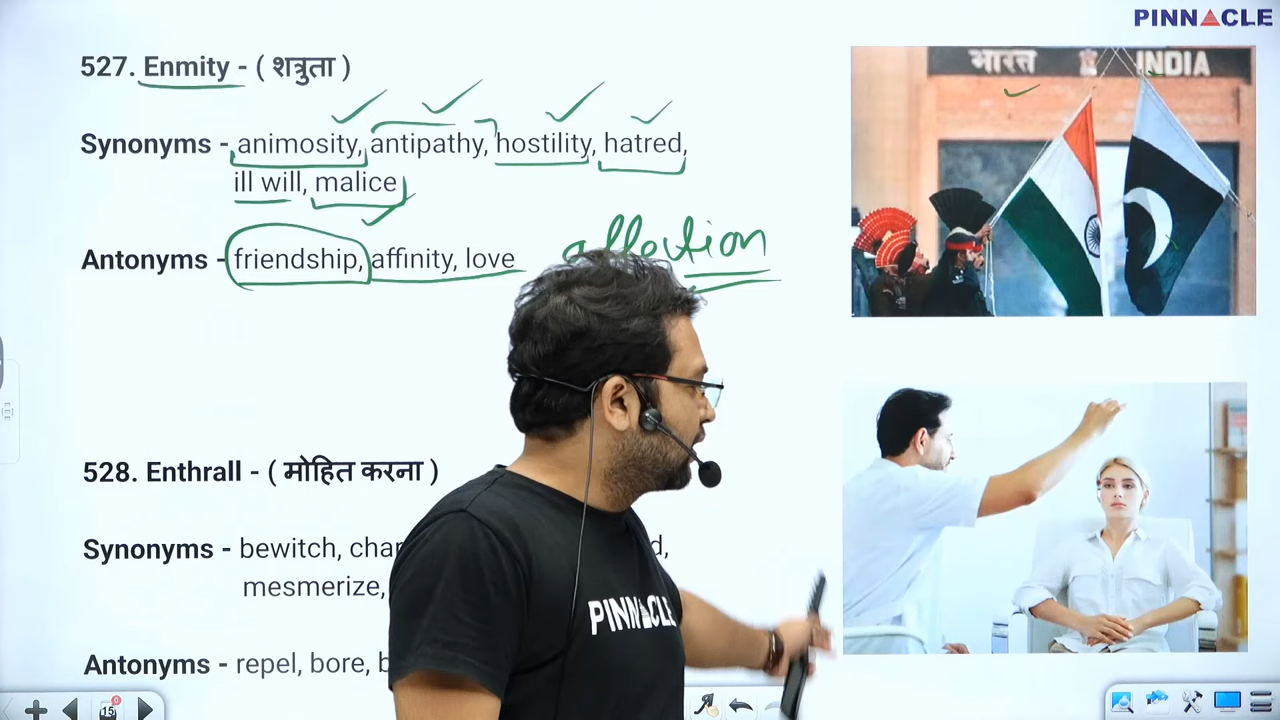 PINNACLE
527. Enmity - ( शत्रुता )
भारत INDIA
Synonyms - animosity, antipathy, hostility, hatred,
ill will, malice
Antonyms - friendship, affinity, love affection
528. Enthrall - ( मोहित करना )
Synonyms - bewitch,
mesmerize,
Antonyms - repel, bore,
PINNACLE